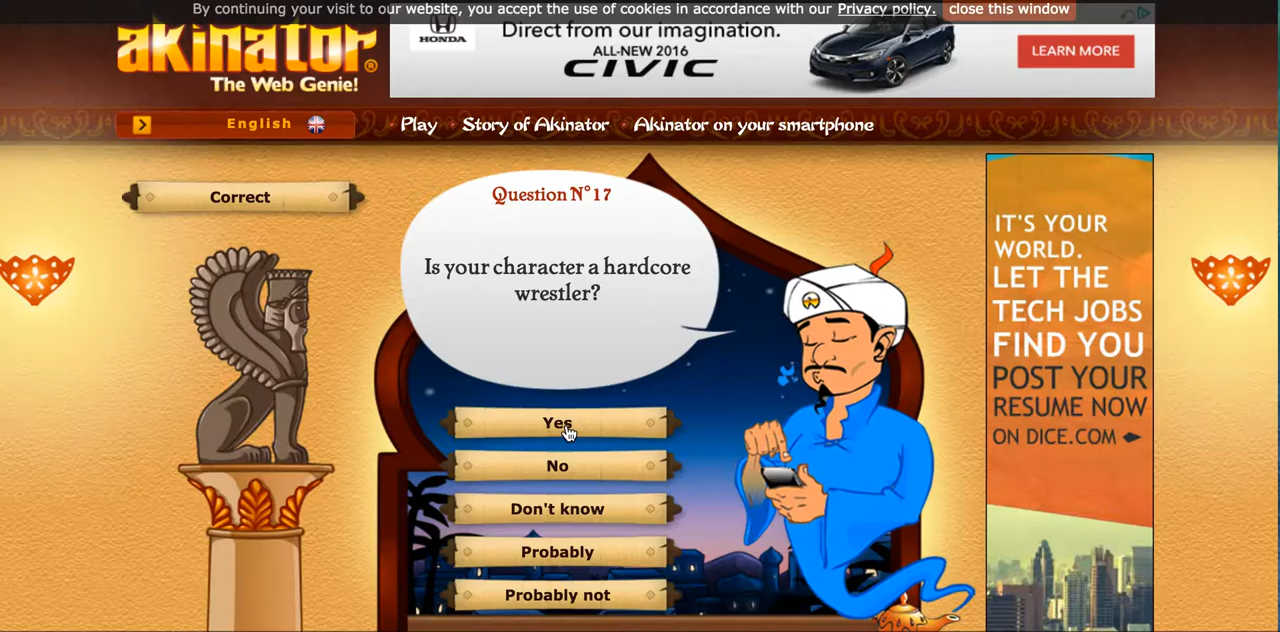 By continuing your visit to our website, you accept the use of cookies in accordance with our Privacy policy. close this window
akinator®
The Web Genie!
HONDA
Direct from our imagination.
ALL-NEW 2016
CIVIC
LEARN MORE
English
Play
Story of Akinator
Akinator on your smartphone
Correct
Question N°17
Is your character a hardcore
wrestler?
Yes
No
Don't know
Probably
Probably not
IT'S YOUR
WORLD.
LET THE
TECH JOBS
FIND YOU
POST YOUR
RESUME NOW
ON DICE.COM